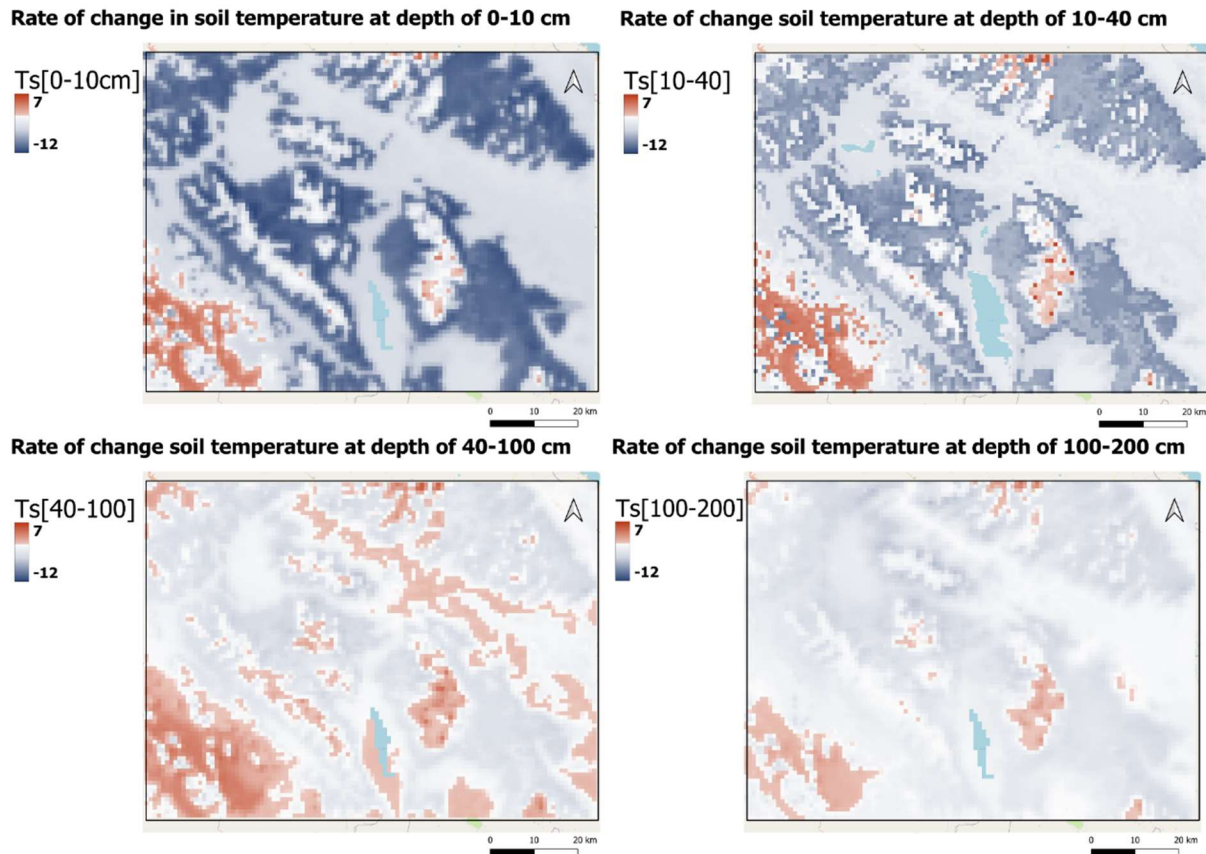 Rate of change in soil temperature at depth of 0-10 cm
Ts[0-10cm]
7
-12
0 10 20 km
Rate of change soil temperature at depth of 10-40 cm
Ts[10-40]
7
-12
0 10 20 km
Rate of change soil temperature at depth of 40-100 cm
Ts[40-100]
7
-12
0 10 20 km
Rate of change soil temperature at depth of 100-200 cm
Ts[100-200]
7
-12
0 10 20 km